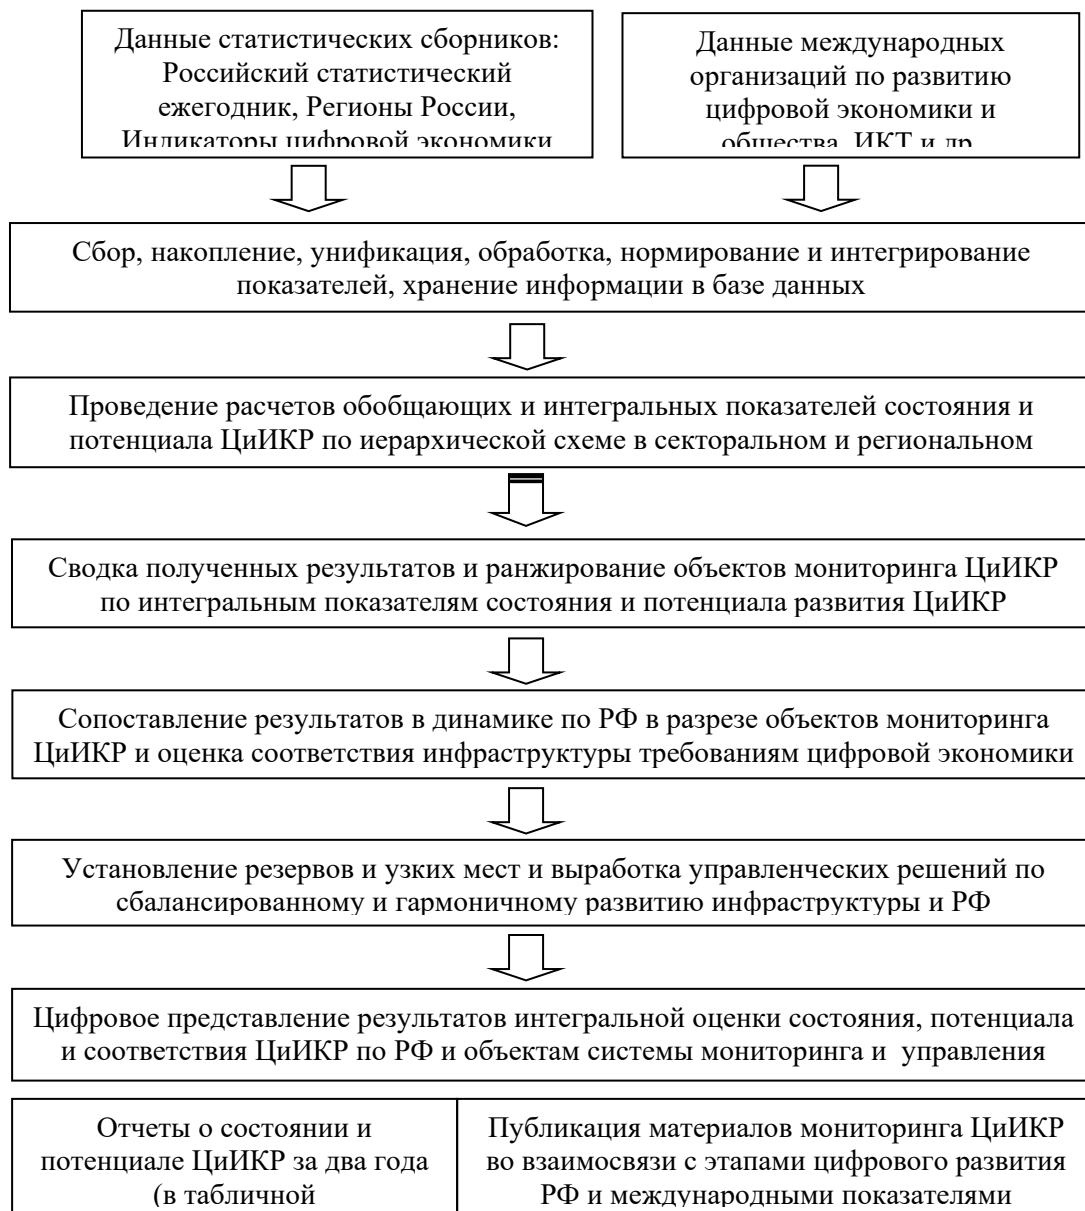 Данные статистических сборников:
Российский статистический
ежегодник, Регионы России,
Индикаторы цифровой экономики
Данные международных
организаций по развитию
цифровой экономики и
общества, ИКТ и др
Сбор, накопление, унификация, обработка, нормирование и интегрирование
показателей, хранение информации в базе данных
Проведение расчетов обобщающих и интегральных показателей состояния и
потенциала ЦиИКР по иерархической схеме в секторальном и региональном
Сводка полученных результатов и ранжирование объектов мониторинга ЦиИКР
по интегральным показателям состояния и потенциала развития ЦиИКР
Сопоставление результатов в динамике по РФ в разрезе объектов мониторинга
ЦиИКР и оценка соответствия инфраструктуры требованиям цифровой экономики
Установление резервов и узких мест и выработка управленческих решений по
сбалансированному и гармоничному развитию инфраструктуры и РФ
Цифровое представление результатов интегральной оценки состояния, потенциала
и соответствия ЦиИКР по РФ и объектам системы мониторинга и управления
Отчеты о состоянии и
потенциале ЦиИКР за два года
(в табличной
Публикация материалов мониторинга ЦиИКР
во взаимосвязи с этапами цифрового развития
РФ и международными показателями